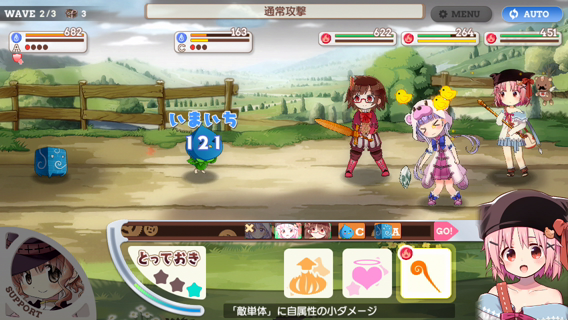 WAVE 2/3 3
通常攻撃
MENU
AUTO
682
A
163
C
622
264
451
いまいち
121
C
A
GO!
とっておき
SUPPORT
「敵単体」に自属性の小ダメージ